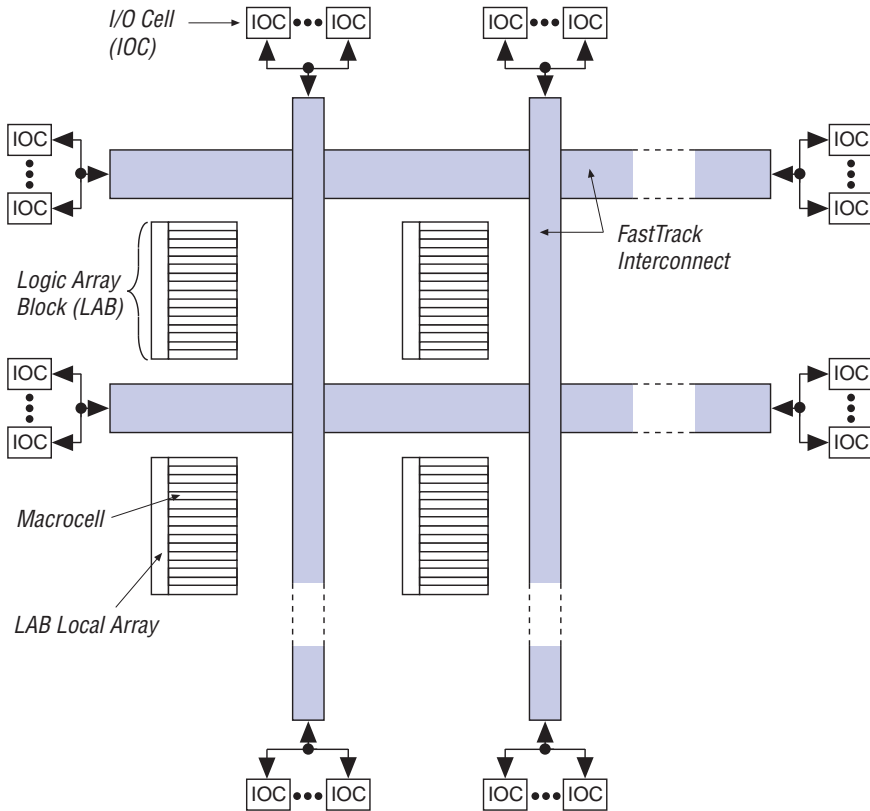 I/O Cell
(IOC)
IOC IOC
IOC IOC
IOC
IOC
IOC
IOC
FastTrack
Interconnect
Logic Array
Block (LAB)
IOC
IOC
IOC
IOC
Macrocell
LAB Local Array
IOC IOC
IOC IOC